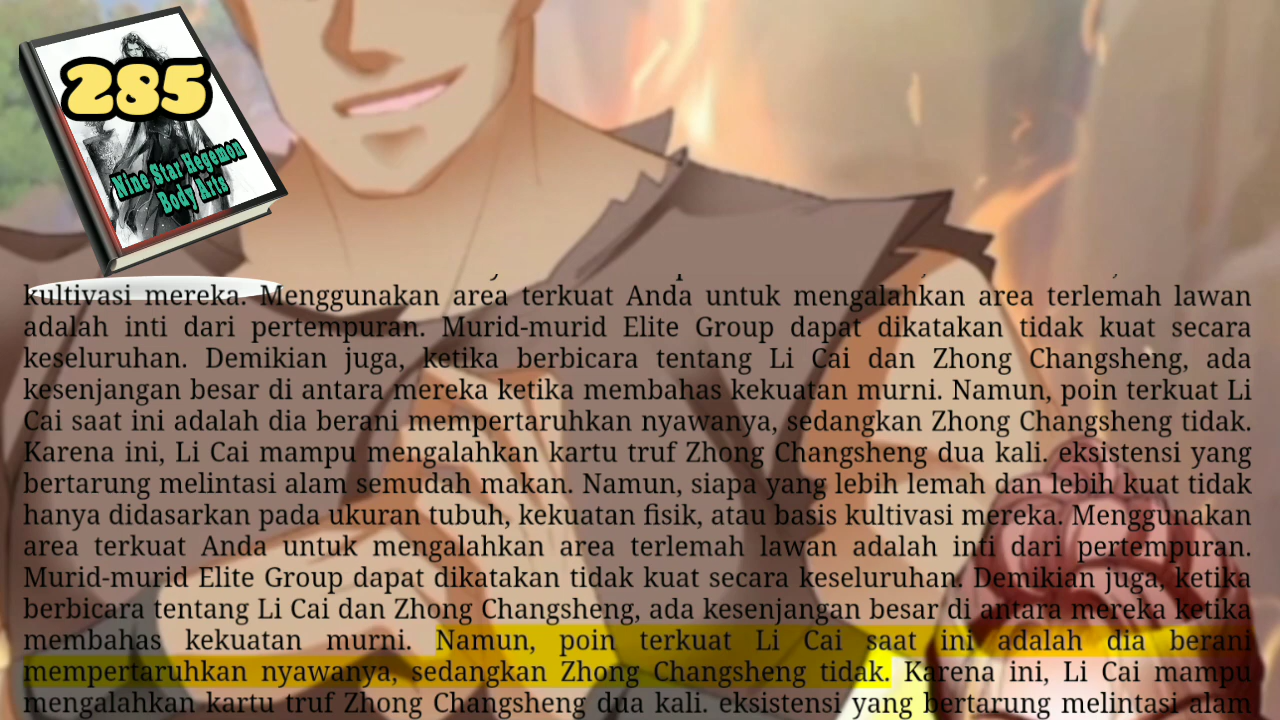 285
Nine Star Hegemon
Body Arts
kultivasi mereka. Menggunakan area terkuat Anda untuk mengalahkan area terlemah lawan
adalah inti dari pertempuran. Murid-murid Elite Group dapat dikatakan tidak kuat secara
keseluruhan. Demikian juga, ketika berbicara tentang Li Cai dan Zhong Changsheng, ada
kesenjangan besar di antara mereka ketika membahas kekuatan murni. Namun, poin terkuat Li
Cai saat ini adalah dia berani mempertaruhkan nyawanya, sedangkan Zhong Changsheng tidak.
Karena ini, Li Cai mampu mengalahkan kartu truf Zhong Changsheng dua kali. eksistensi yang
bertarung melintasi alam semudah makan. Namun, siapa yang lebih lemah dan lebih kuat tidak
hanya didasarkan pada ukuran tubuh, kekuatan fisik, atau basis kultivasi mereka. Menggunakan
area terkuat Anda untuk mengalahkan area terlemah lawan adalah inti dari pertempuran.
Murid-murid Elite Group dapat dikatakan tidak kuat secara keseluruhan. Demikian juga, ketika
berbicara tentang Li Cai dan Zhong Changsheng, ada kesenjangan besar di antara mereka ketika
membahas kekuatan murni. Namun, poin terkuat Li Cai saat ini adalah dia berani
mempertaruhkan nyawanya, sedangkan Zhong Changsheng tidak. Karena ini, Li Cai mampu
mengalahkan kartu truf Zhong Changsheng dua kali. eksistensi yang bertarung melintasi alam